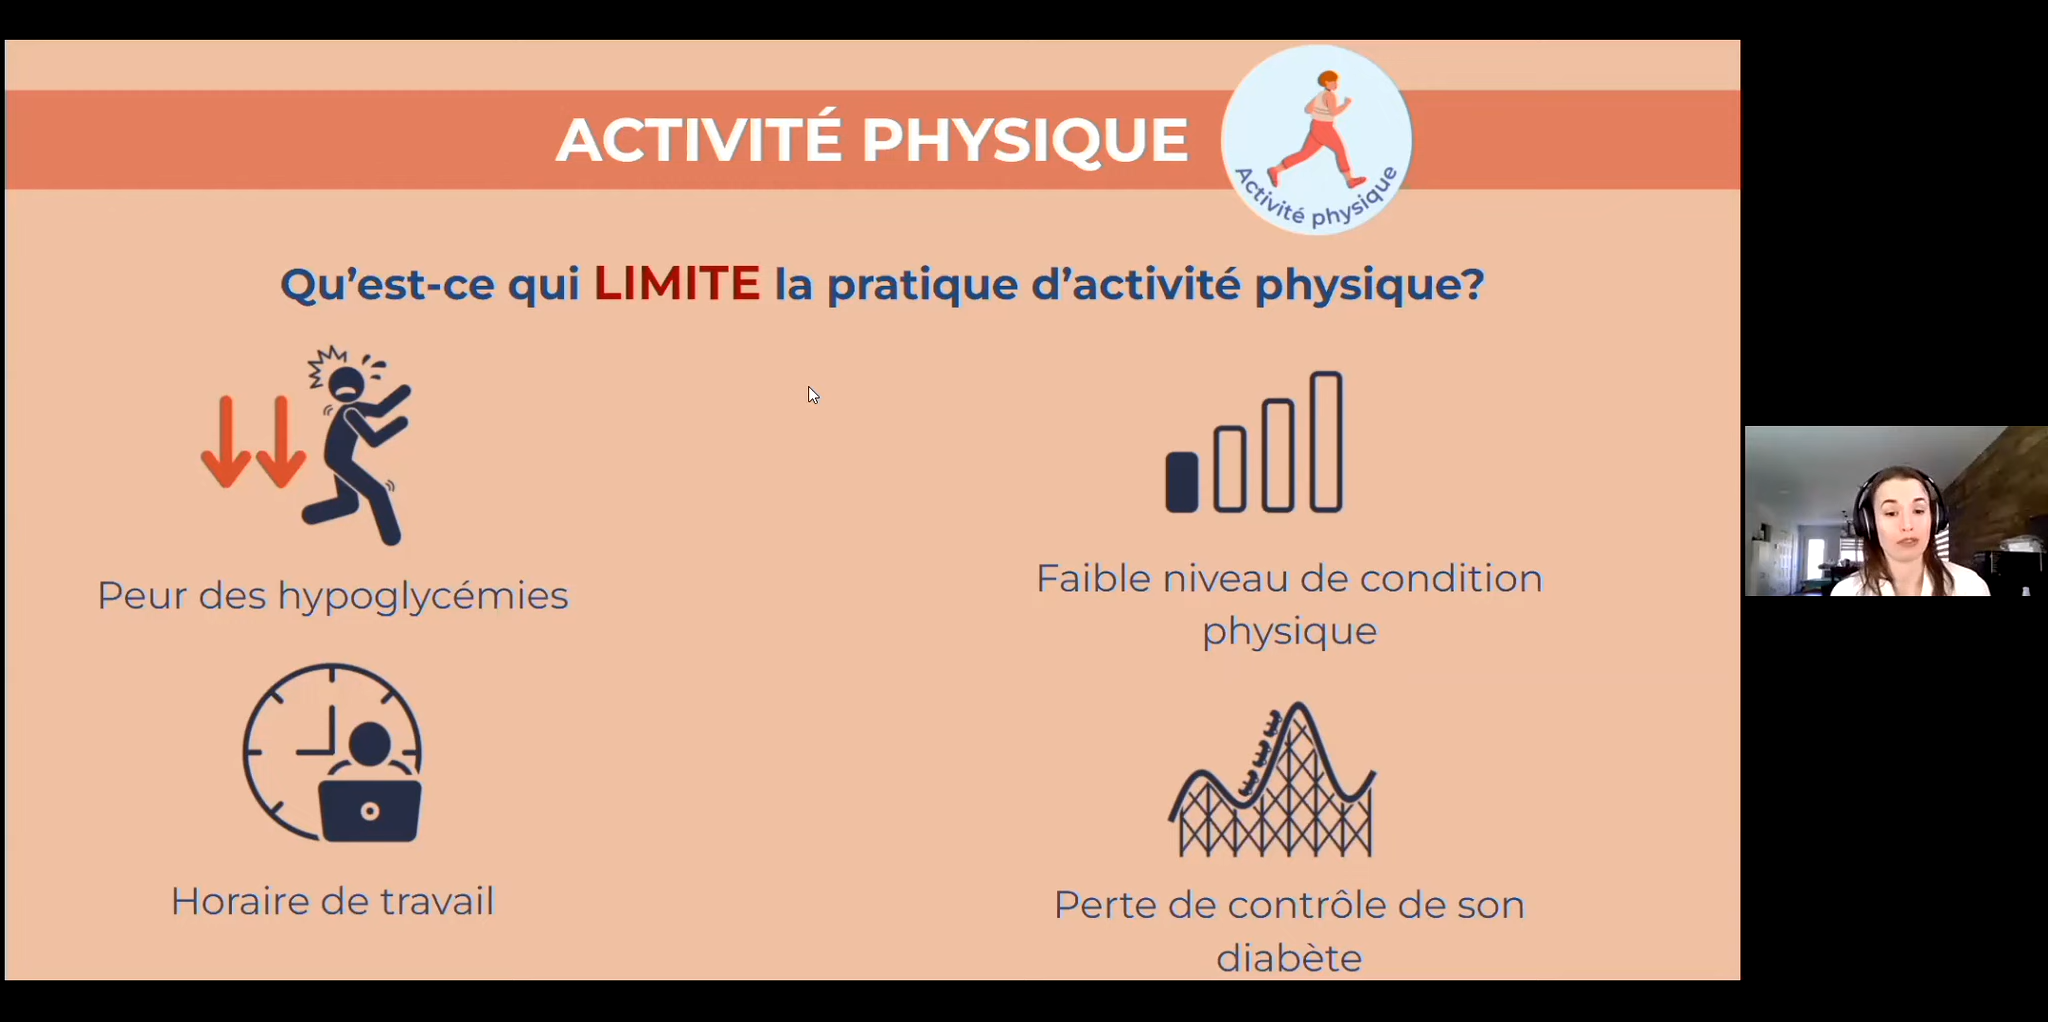 ACTIVITÉ PHYSIQUE
Activité physique
Qu’est-ce qui LIMITE la pratique d’activité physique?
Peur des hypoglycémies
Faible niveau de condition
physique
Horaire de travail
Perte de contrôle de son
diabète